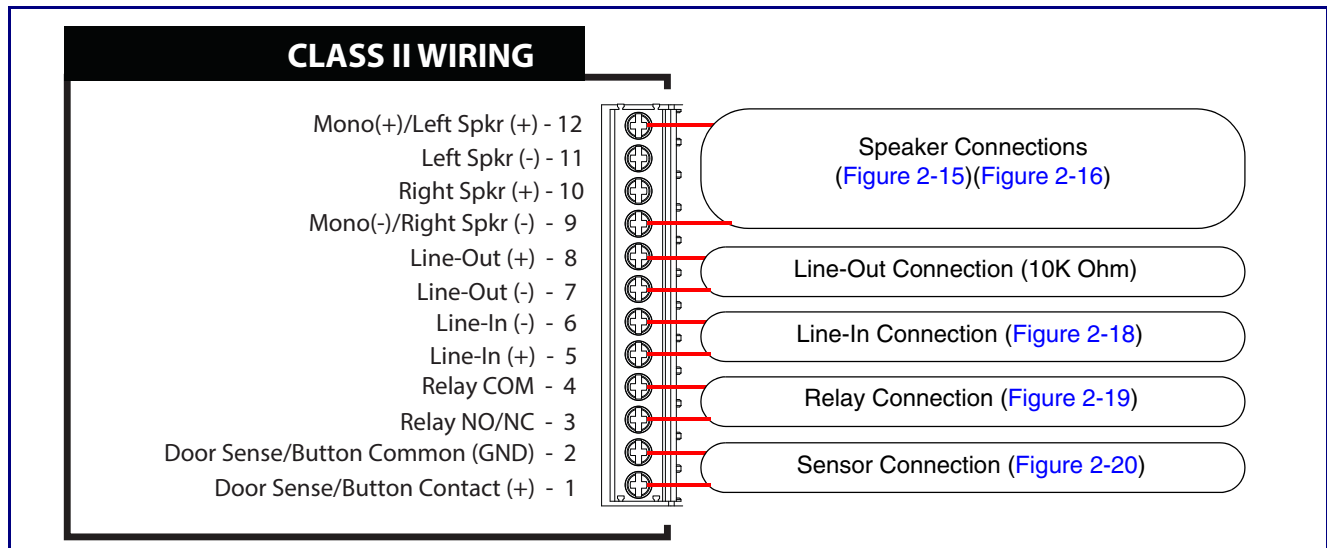 CLASS II WIRING
Mono(+)/Left Spkr (+) - 12
Left Spkr (-) - 11
Right Spkr (+) - 10
Mono(-)/Right Spkr (-) - 9
Line-Out (+) - 8
Line-Out (-) - 7
Line-In (-) - 6
Line-In (+) - 5
Relay COM - 4
Relay NO/NC - 3
Door Sense/Button Common (GND) - 2
Door Sense/Button Contact (+) - 1
Speaker Connections
(Figure 2-15)(Figure 2-16)
Line-Out Connection (10K Ohm)
Line-In Connection (Figure 2-18)
Relay Connection (Figure 2-19)
Sensor Connection (Figure 2-20)